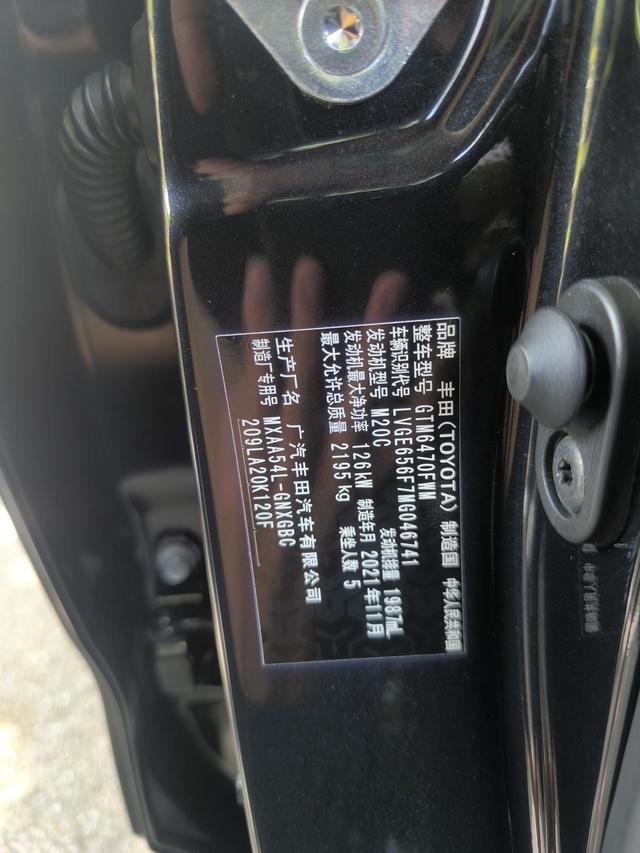 品牌 丰田(TOYOTA) 制造国 中华人民共和国
整车型号 GTM6470FWM
车辆识别代号 LVGE656F7MG046741
发动机型号 M20C 发动机排量 1987mL
发动机最大净功率 126kW 制造年月 2021年11月
最大允许总质量 2195kg 乘坐人数 5
生产厂名 广汽丰田汽车有限公司
制造厂专用号 MXAA54L-GNXGBC
209LA20K120F